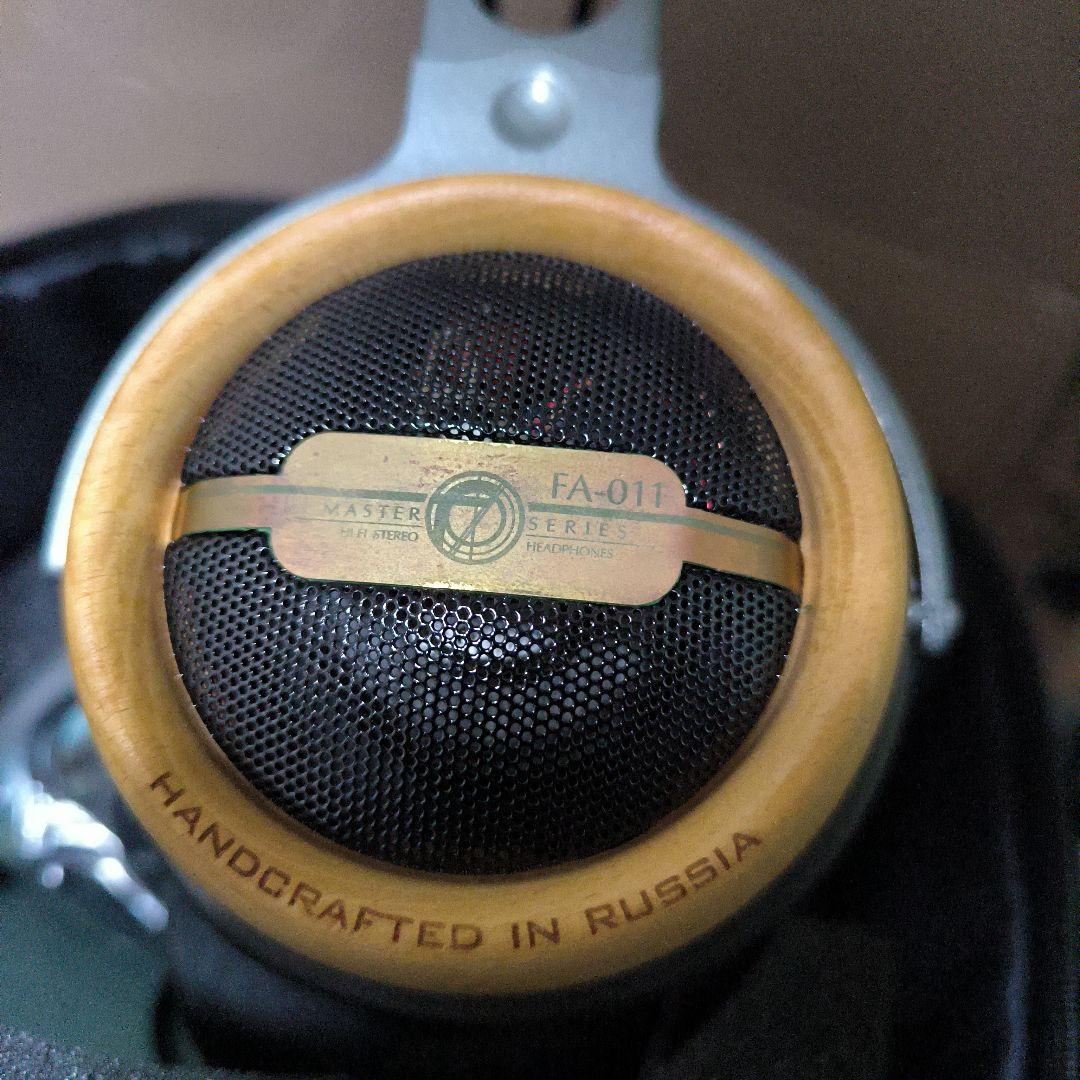 FA-011
MASTER SERIES
HI-FI STEREO HEADPHONES
HANDCRAFTED IN RUSSIA